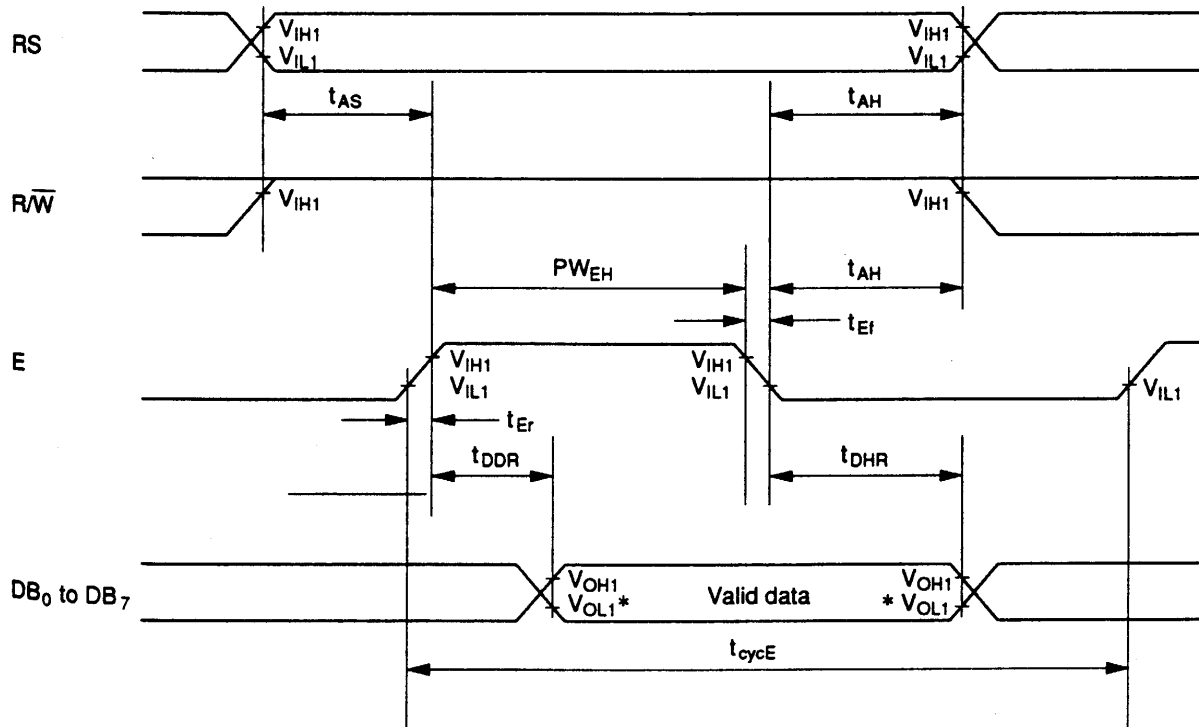 RS
V_IH1
V_IL1
V_IH1
V_IL1
t_AS
t_AH
R/W̅
V_IH1
V_IH1
PW_EH
t_AH
t_Ef
E
V_IH1
V_IL1
V_IH1
V_IL1
V_IL1
t_Er
t_DDR
t_DHR
DB_0 to DB_7
V_OH1
V_OL1*
Valid data
V_OH1
* V_OL1
t_cycE